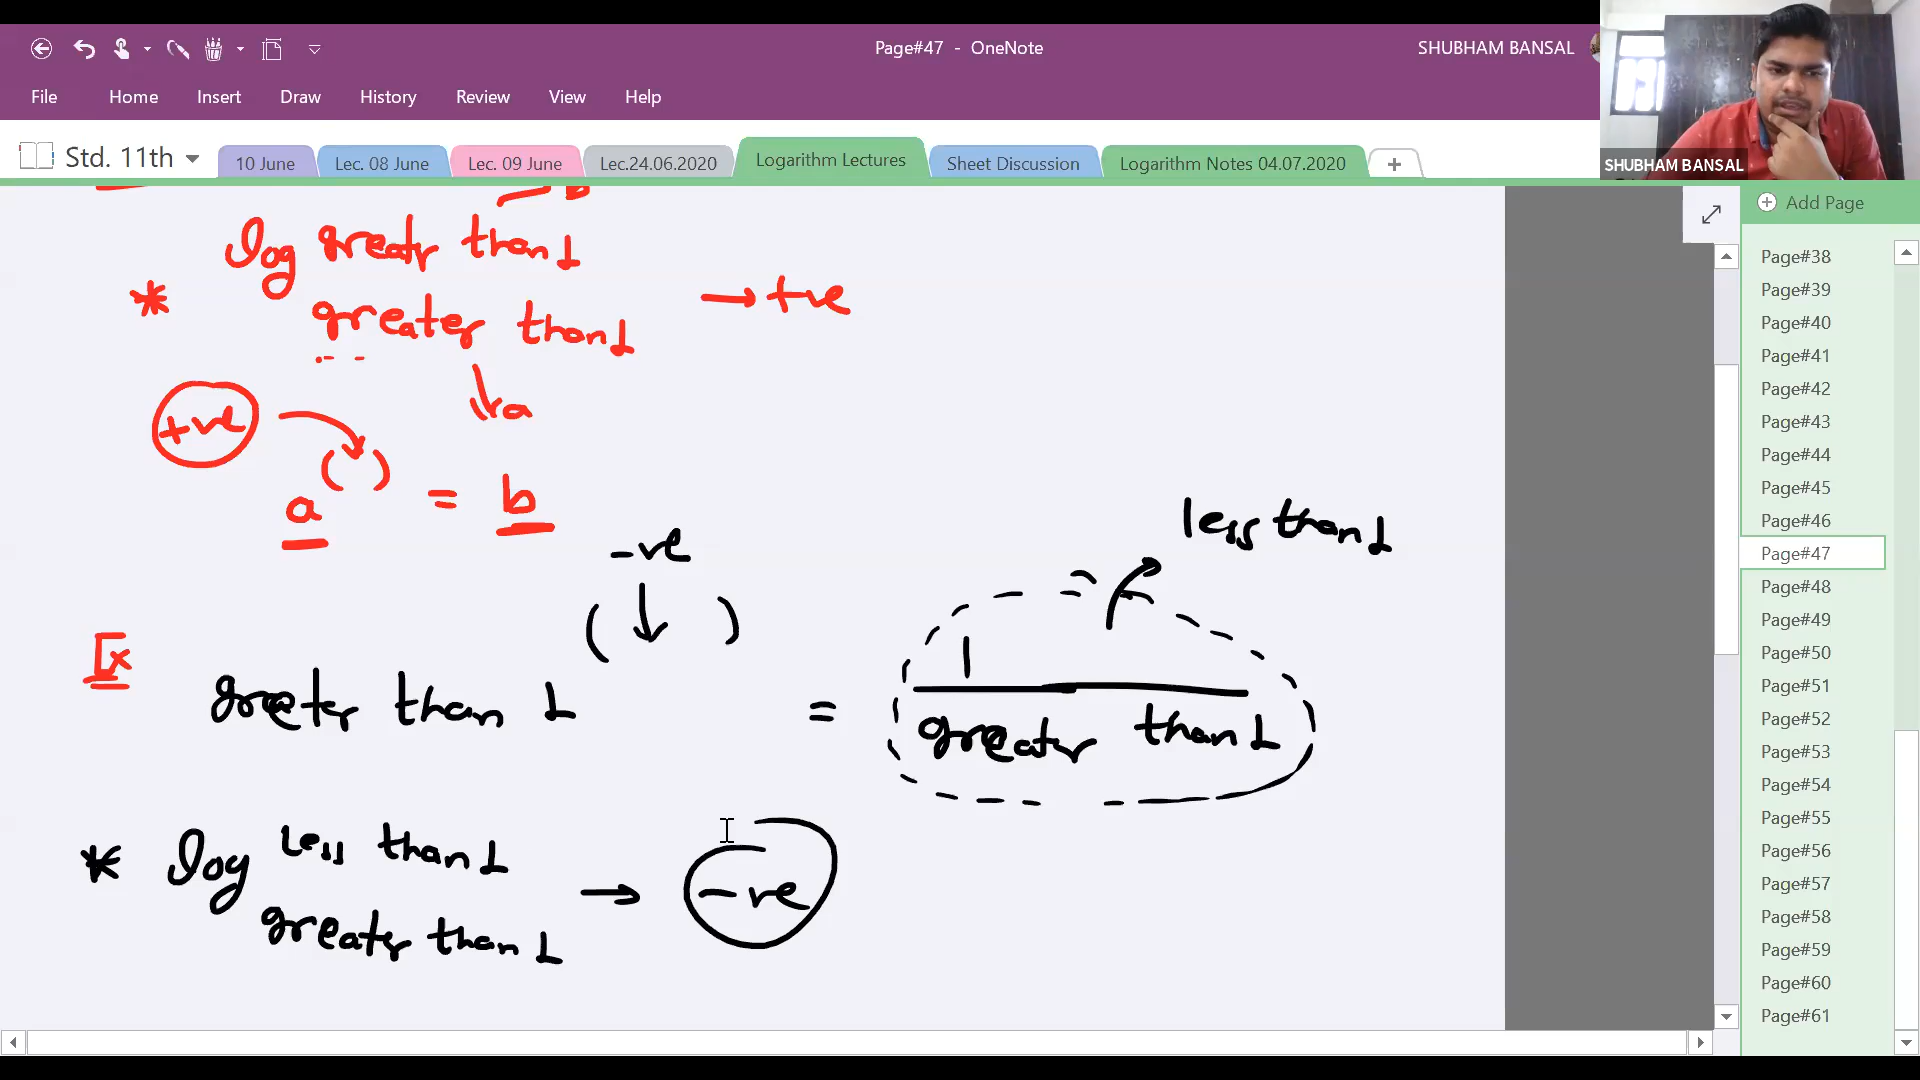 Page#47 - OneNote
SHUBHAM BANSAL
File Home Insert Draw History Review View Help
Std. 11th
10 June
Lec. 08 June
Lec. 09 June
Lec.24.06.2020
Logarithm Lectures
Sheet Discussion
Logarithm Notes 04.07.2020
SHUBHAM BANSAL
Add Page
log greatr than 1
* greater than 1 → +ve
a
+ve
a ( ) = b
-ve
less than 1
( )
Ex
greater than 1 = 1
greater than 1
* log less than 1
greater than 1 → -ve
Page#38
Page#39
Page#40
Page#41
Page#42
Page#43
Page#44
Page#45
Page#46
Page#47
Page#48
Page#49
Page#50
Page#51
Page#52
Page#53
Page#54
Page#55
Page#56
Page#57
Page#58
Page#59
Page#60
Page#61